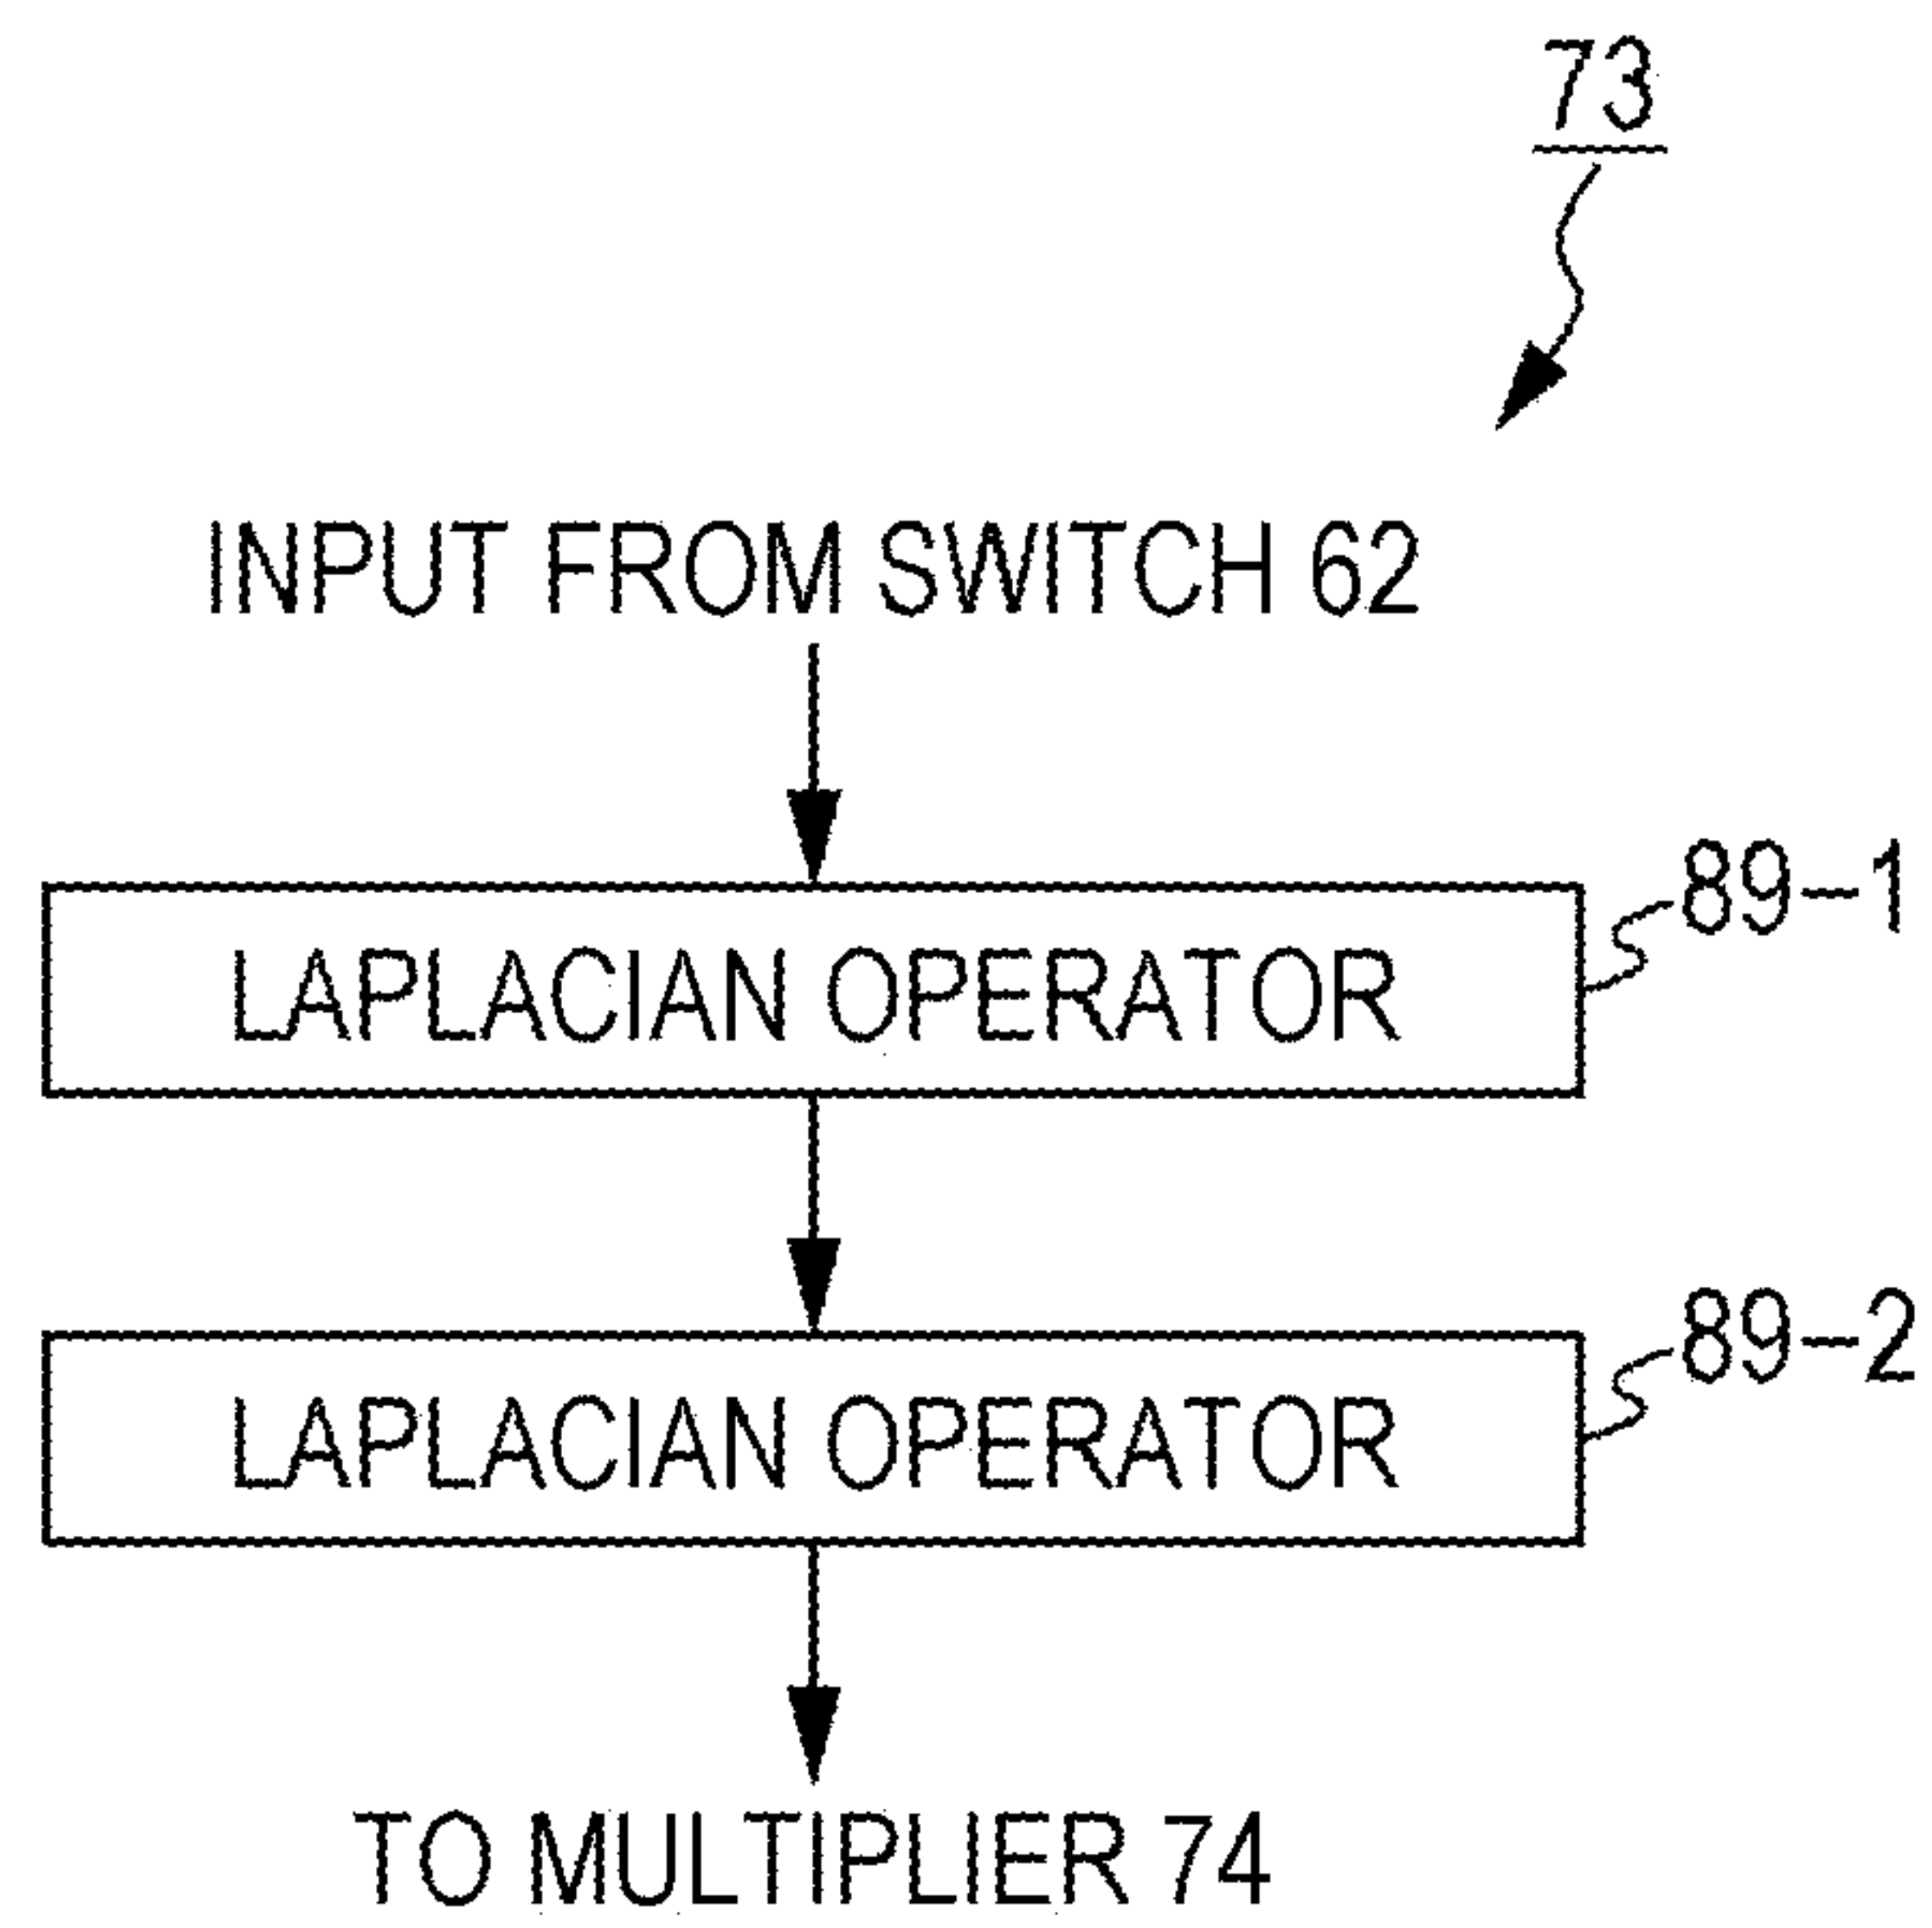 73
INPUT FROM SWITCH 62
89-1
LAPLACIAN OPERATOR
89-2
LAPLACIAN OPERATOR
TO MULTIPLIER 74